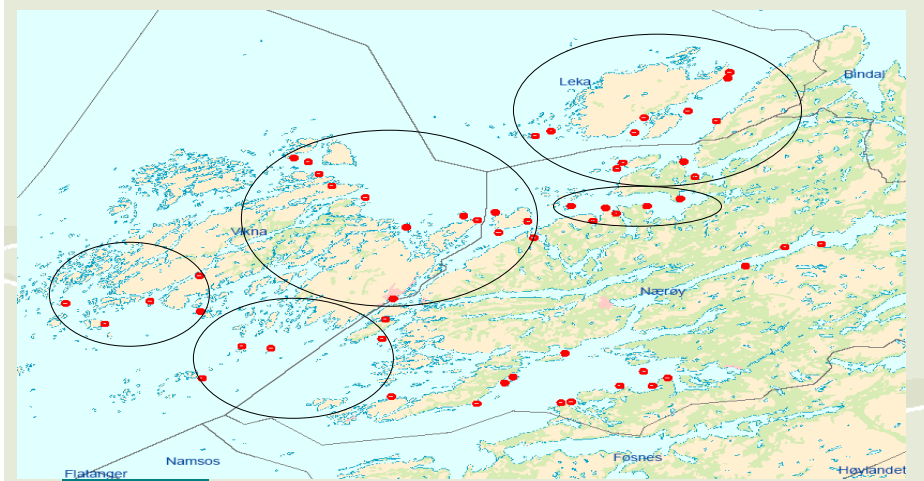 Leka
Bindal
Vikna
Nærøy
Fosnes
Namsos
Flatanger
Høylandet